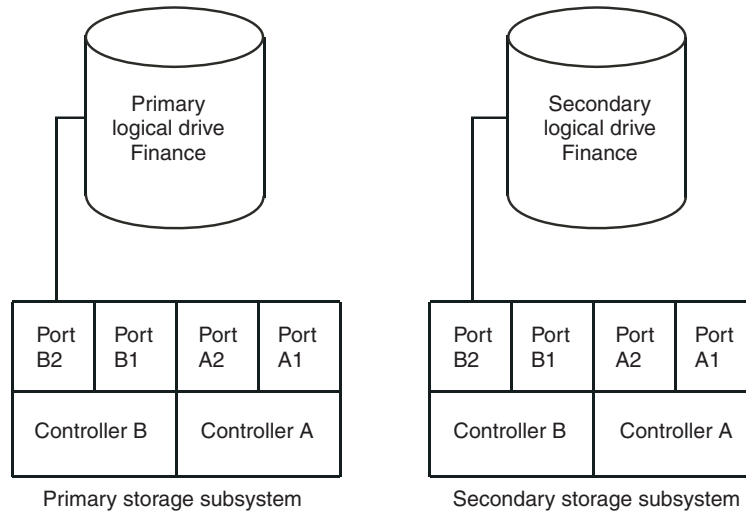 Primary
logical drive
Finance
Secondary
logical drive
Finance
Port
B2
Port
B1
Port
A2
Port
A1
Controller B
Controller A
Primary storage subsystem
Port
B2
Port
B1
Port
A2
Port
A1
Controller B
Controller A
Secondary storage subsystem